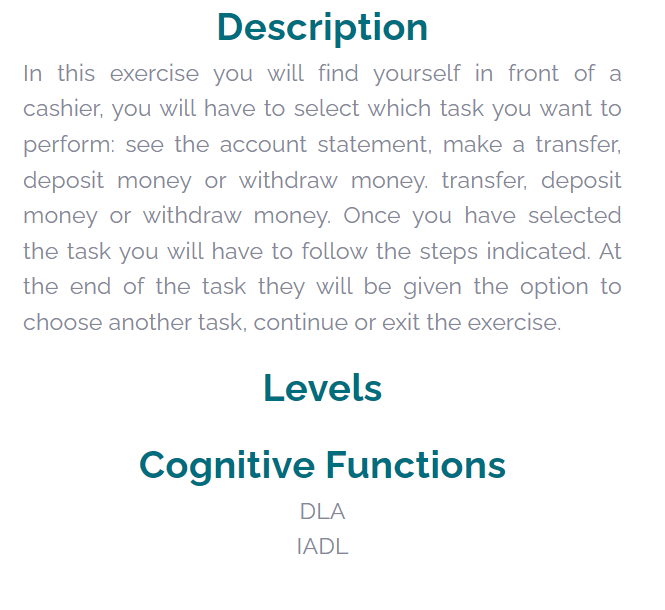 Description
In this exercise you will find yourself in front of a
cashier, you will have to select which task you want to
perform: see the account statement, make a transfer,
deposit money or withdraw money. transfer, deposit
money or withdraw money. Once you have selected
the task you will have to follow the steps indicated. At
the end of the task they will be given the option to
choose another task, continue or exit the exercise.
Levels
Cognitive Functions
DLA
IADL